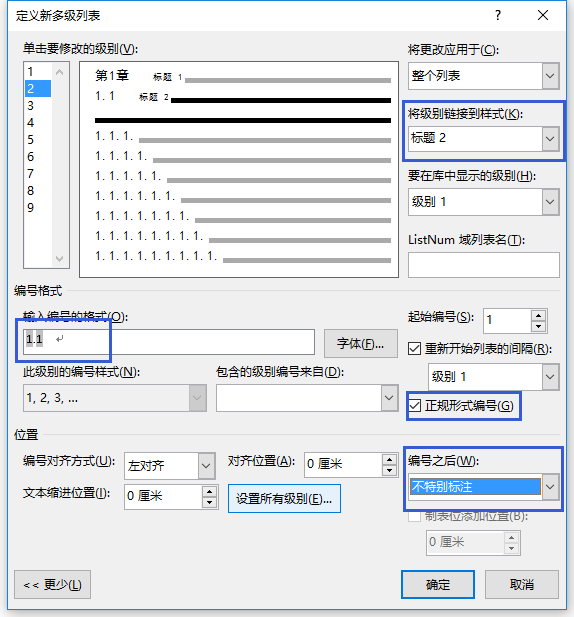 定义新多级列表
单击要修改的级别(V):
1
2
3
4
5
6
7
8
9
第1章 标题 1
1.1 标题 2
1.1.1.
1.1.1.1.
1.1.1.1.1.
1.1.1.1.1.1.
1.1.1.1.1.1.1.
1.1.1.1.1.1.1.1.
1.1.1.1.1.1.1.1.1.
将更改应用于(C):
整个列表
将级别链接到样式(K):
标题 2
要在库中显示的级别(H):
级别 1
ListNum 域列表名(T):
编号格式
输入编号的格式(O):
1.1
字体(F)...
起始编号(S): 1
重新开始列表的间隔(R):
级别 1
此级别的编号样式(N):
1, 2, 3, ...
包含的级别编号来自(D):
正规形式编号(G)
位置
编号对齐方式(U): 左对齐
对齐位置(A): 0 厘米
文本缩进位置(I): 0 厘米
设置所有级别(E)...
编号之后(W):
不特别标注
制表位添加位置(B):
0 厘米
<< 更少(L)
确定
取消